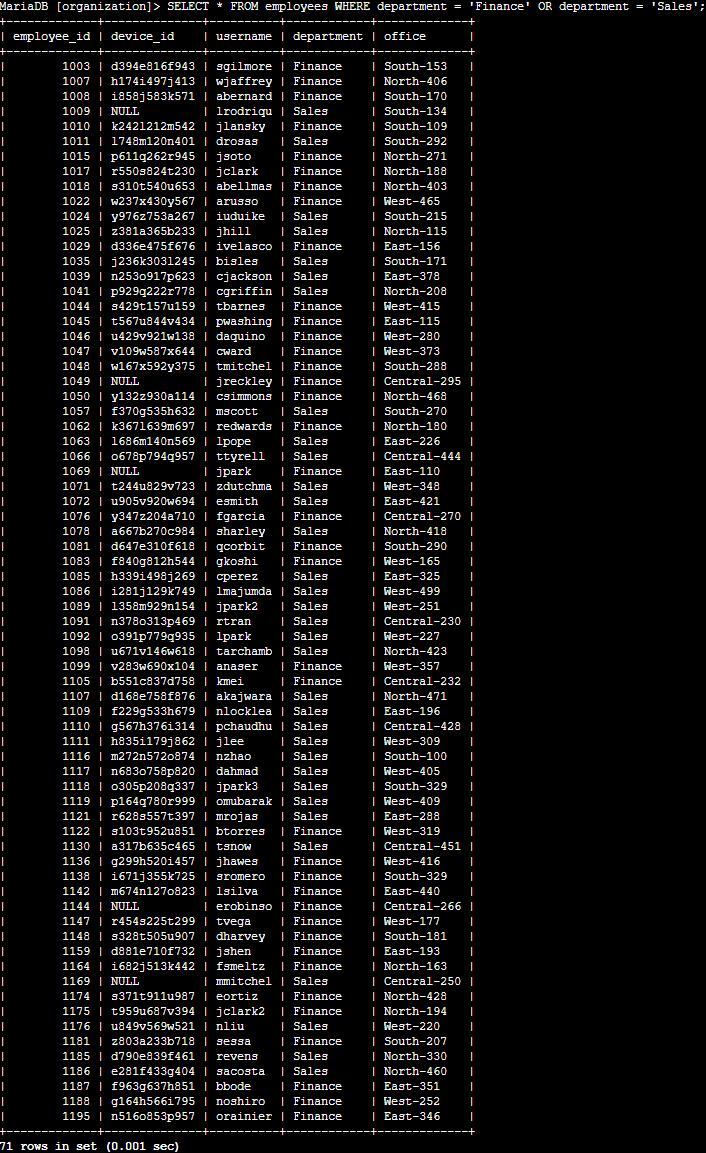 MariaDB [organization]> SELECT * FROM employees WHERE department = 'Finance' OR department = 'Sales';
+-------------+--------------+----------+------------+-------------+
| employee_id | device_id    | username | department | office      |
+-------------+--------------+----------+------------+-------------+
|        1003 | d394e816f943 | sgilmore | Finance    | South-153   |
|        1007 | h174i497j413 | wjaffrey | Finance    | North-406   |
|        1008 | i858j583k571 | abernard | Finance    | South-170   |
|        1009 | NULL         | lrodriqu | Sales      | South-134   |
|        1010 | k242l212m542 | jlansky  | Finance    | South-109   |
|        1011 | l748m120n401 | drosas   | Sales      | South-292   |
|        1015 | p611q262r945 | jsoto    | Finance    | North-271   |
|        1017 | r550s824t230 | jclark   | Finance    | North-188   |
|        1018 | s310t540u653 | abellmas | Finance    | North-403   |
|        1022 | w237x430y567 | arusso   | Finance    | West-465    |
|        1024 | y976z753a267 | iuduike  | Sales      | South-215   |
|        1025 | z381a365b233 | jhill    | Sales      | North-115   |
|        1029 | d336e475f676 | ivelasco | Finance    | East-156    |
|        1035 | j236k303l245 | bisles   | Sales      | South-171   |
|        1039 | n253o917p623 | cjackson | Sales      | East-378    |
|        1041 | p929q222r778 | cgriffin | Sales      | North-208   |
|        1044 | s429t157u159 | tbarnes  | Finance    | West-415    |
|        1045 | t567u844v434 | pwashing | Finance    | East-115    |
|        1046 | u429v921w138 | daquino  | Finance    | West-280    |
|        1047 | v109w587x644 | cward    | Finance    | West-373    |
|        1048 | w167x592y375 | tmitchel | Finance    | South-288   |
|        1049 | NULL         | jreckley | Finance    | Central-295 |
|        1050 | y132z930a114 | csimmons | Finance    | North-468   |
|        1057 | f370g535h632 | mscott   | Sales      | South-270   |
|        1062 | k367l639m697 | redwards | Finance    | North-180   |
|        1063 | l686m140n569 | lpope    | Sales      | East-226    |
|        1066 | o678p794q957 | ttyrell  | Sales      | Central-444 |
|        1069 | NULL         | jpark    | Finance    | East-110    |
|        1071 | t244u829v723 | zdutchma | Sales      | West-348    |
|        1072 | u905v920w694 | esmith   | Sales      | East-421    |
|        1076 | y347z204a710 | fgarcia  | Finance    | Central-270 |
|        1078 | a667b270c984 | sharley  | Sales      | North-418   |
|        1081 | d647e310f618 | qcorbit  | Finance    | South-290   |
|        1083 | f840g812h544 | gkoshi   | Finance    | West-165    |
|        1085 | h339i498j269 | cperez   | Sales      | East-325    |
|        1086 | i281j129k749 | lmajumda | Sales      | West-499    |
|        1089 | l358m929n154 | jpark2   | Sales      | West-251    |
|        1091 | n378o313p469 | rtran    | Sales      | Central-230 |
|        1092 | o391p779q935 | lpark    | Sales      | West-227    |
|        1098 | u671v146w618 | tarchamb | Sales      | North-423   |
|        1099 | v283w690x104 | anaser   | Finance    | West-357    |
|        1105 | b551c837d758 | kmei     | Finance    | Central-232 |
|        1107 | d168e758f876 | akajwara | Sales      | North-471   |
|        1109 | f229g533h679 | nlocklea | Sales      | East-196    |
|        1110 | g567h376i314 | pchaudhu | Sales      | Central-428 |
|        1111 | h835i179j862 | jlee     | Sales      | West-309    |
|        1116 | m272n572o874 | nzhao    | Sales      | South-100   |
|        1117 | n683o758p820 | dahmad   | Sales      | West-405    |
|        1118 | o305p208q337 | jpark3   | Sales      | South-329   |
|        1119 | p164q780r999 | omubarak | Sales      | West-409    |
|        1121 | r628s557t397 | mrojas   | Sales      | East-288    |
|        1122 | s103t952u851 | btorres  | Finance    | West-319    |
|        1130 | a317b635c465 | tsnow    | Sales      | Central-451 |
|        1136 | g299h520i457 | jhawes   | Finance    | West-416    |
|        1138 | i671j355k725 | sromero  | Finance    | South-329   |
|        1142 | m674n127o823 | lsilva   | Finance    | East-440    |
|        1144 | NULL         | erobinso | Finance    | Central-266 |
|        1147 | r454s225t299 | tvega    | Finance    | West-177    |
|        1148 | s328t505u907 | dharvey  | Finance    | South-181   |
|        1159 | d881e710f732 | jshen    | Finance    | East-193    |
|        1164 | i682j513k442 | fsmeltz  | Finance    | North-163   |
|        1169 | NULL         | mmitchel | Sales      | Central-250 |
|        1174 | s371t911u987 | eortiz   | Finance    | North-428   |
|        1175 | t959u687v394 | jclark2  | Finance    | North-194   |
|        1176 | u849v569w521 | nliu     | Sales      | West-220    |
|        1181 | z803a233b718 | sessa    | Finance    | South-207   |
|        1185 | d790e839f461 | revens   | Sales      | North-330   |
|        1186 | e281f433g404 | sacosta  | Sales      | North-460   |
|        1187 | f963g637h851 | bbode    | Finance    | East-351    |
|        1188 | g164h566i795 | noshiro  | Finance    | West-252    |
|        1195 | n516o853p957 | orainier | Finance    | East-346    |
+-------------+--------------+----------+------------+-------------+
71 rows in set (0.001 sec)